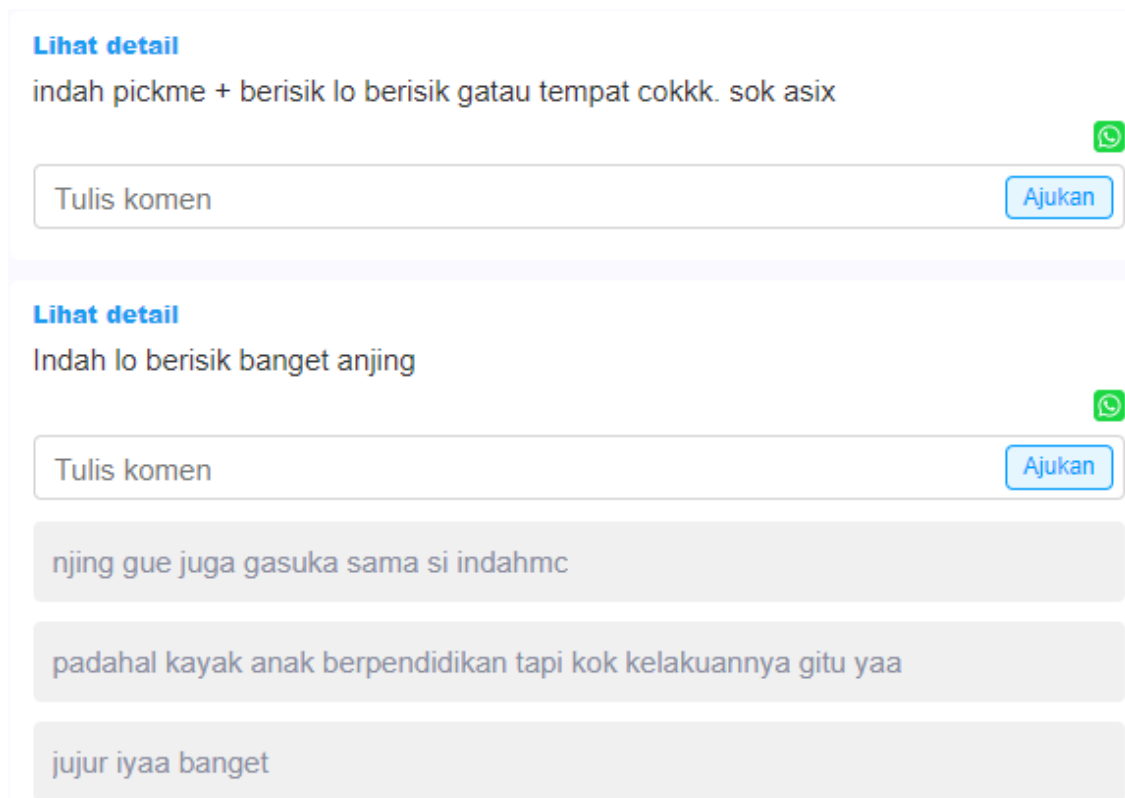 Lihat detail
indah pickme + berisik lo berisik gatau tempat cokkk. sok asix
Tulis komen
Ajukan
Lihat detail
Indah lo berisik banget anjing
Tulis komen
Ajukan
njing gue juga gasuka sama si indahmc
padahal kayak anak berpendidikan tapi kok kelakuannya gitu yaa
jujur iyaa banget